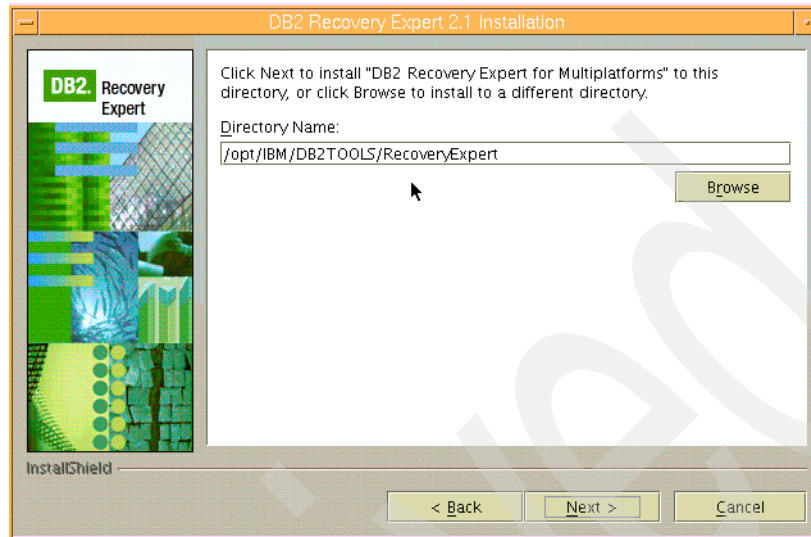 DB2 Recovery Expert 2.1 Installation
DB2. Recovery
Expert
Click Next to install "DB2 Recovery Expert for Multiplatforms" to this
directory, or click Browse to install to a different directory.
Directory Name:
/opt/IBM/DB2TOOLS/RecoveryExpert
Browse
InstallShield
< Back
Next >
Cancel